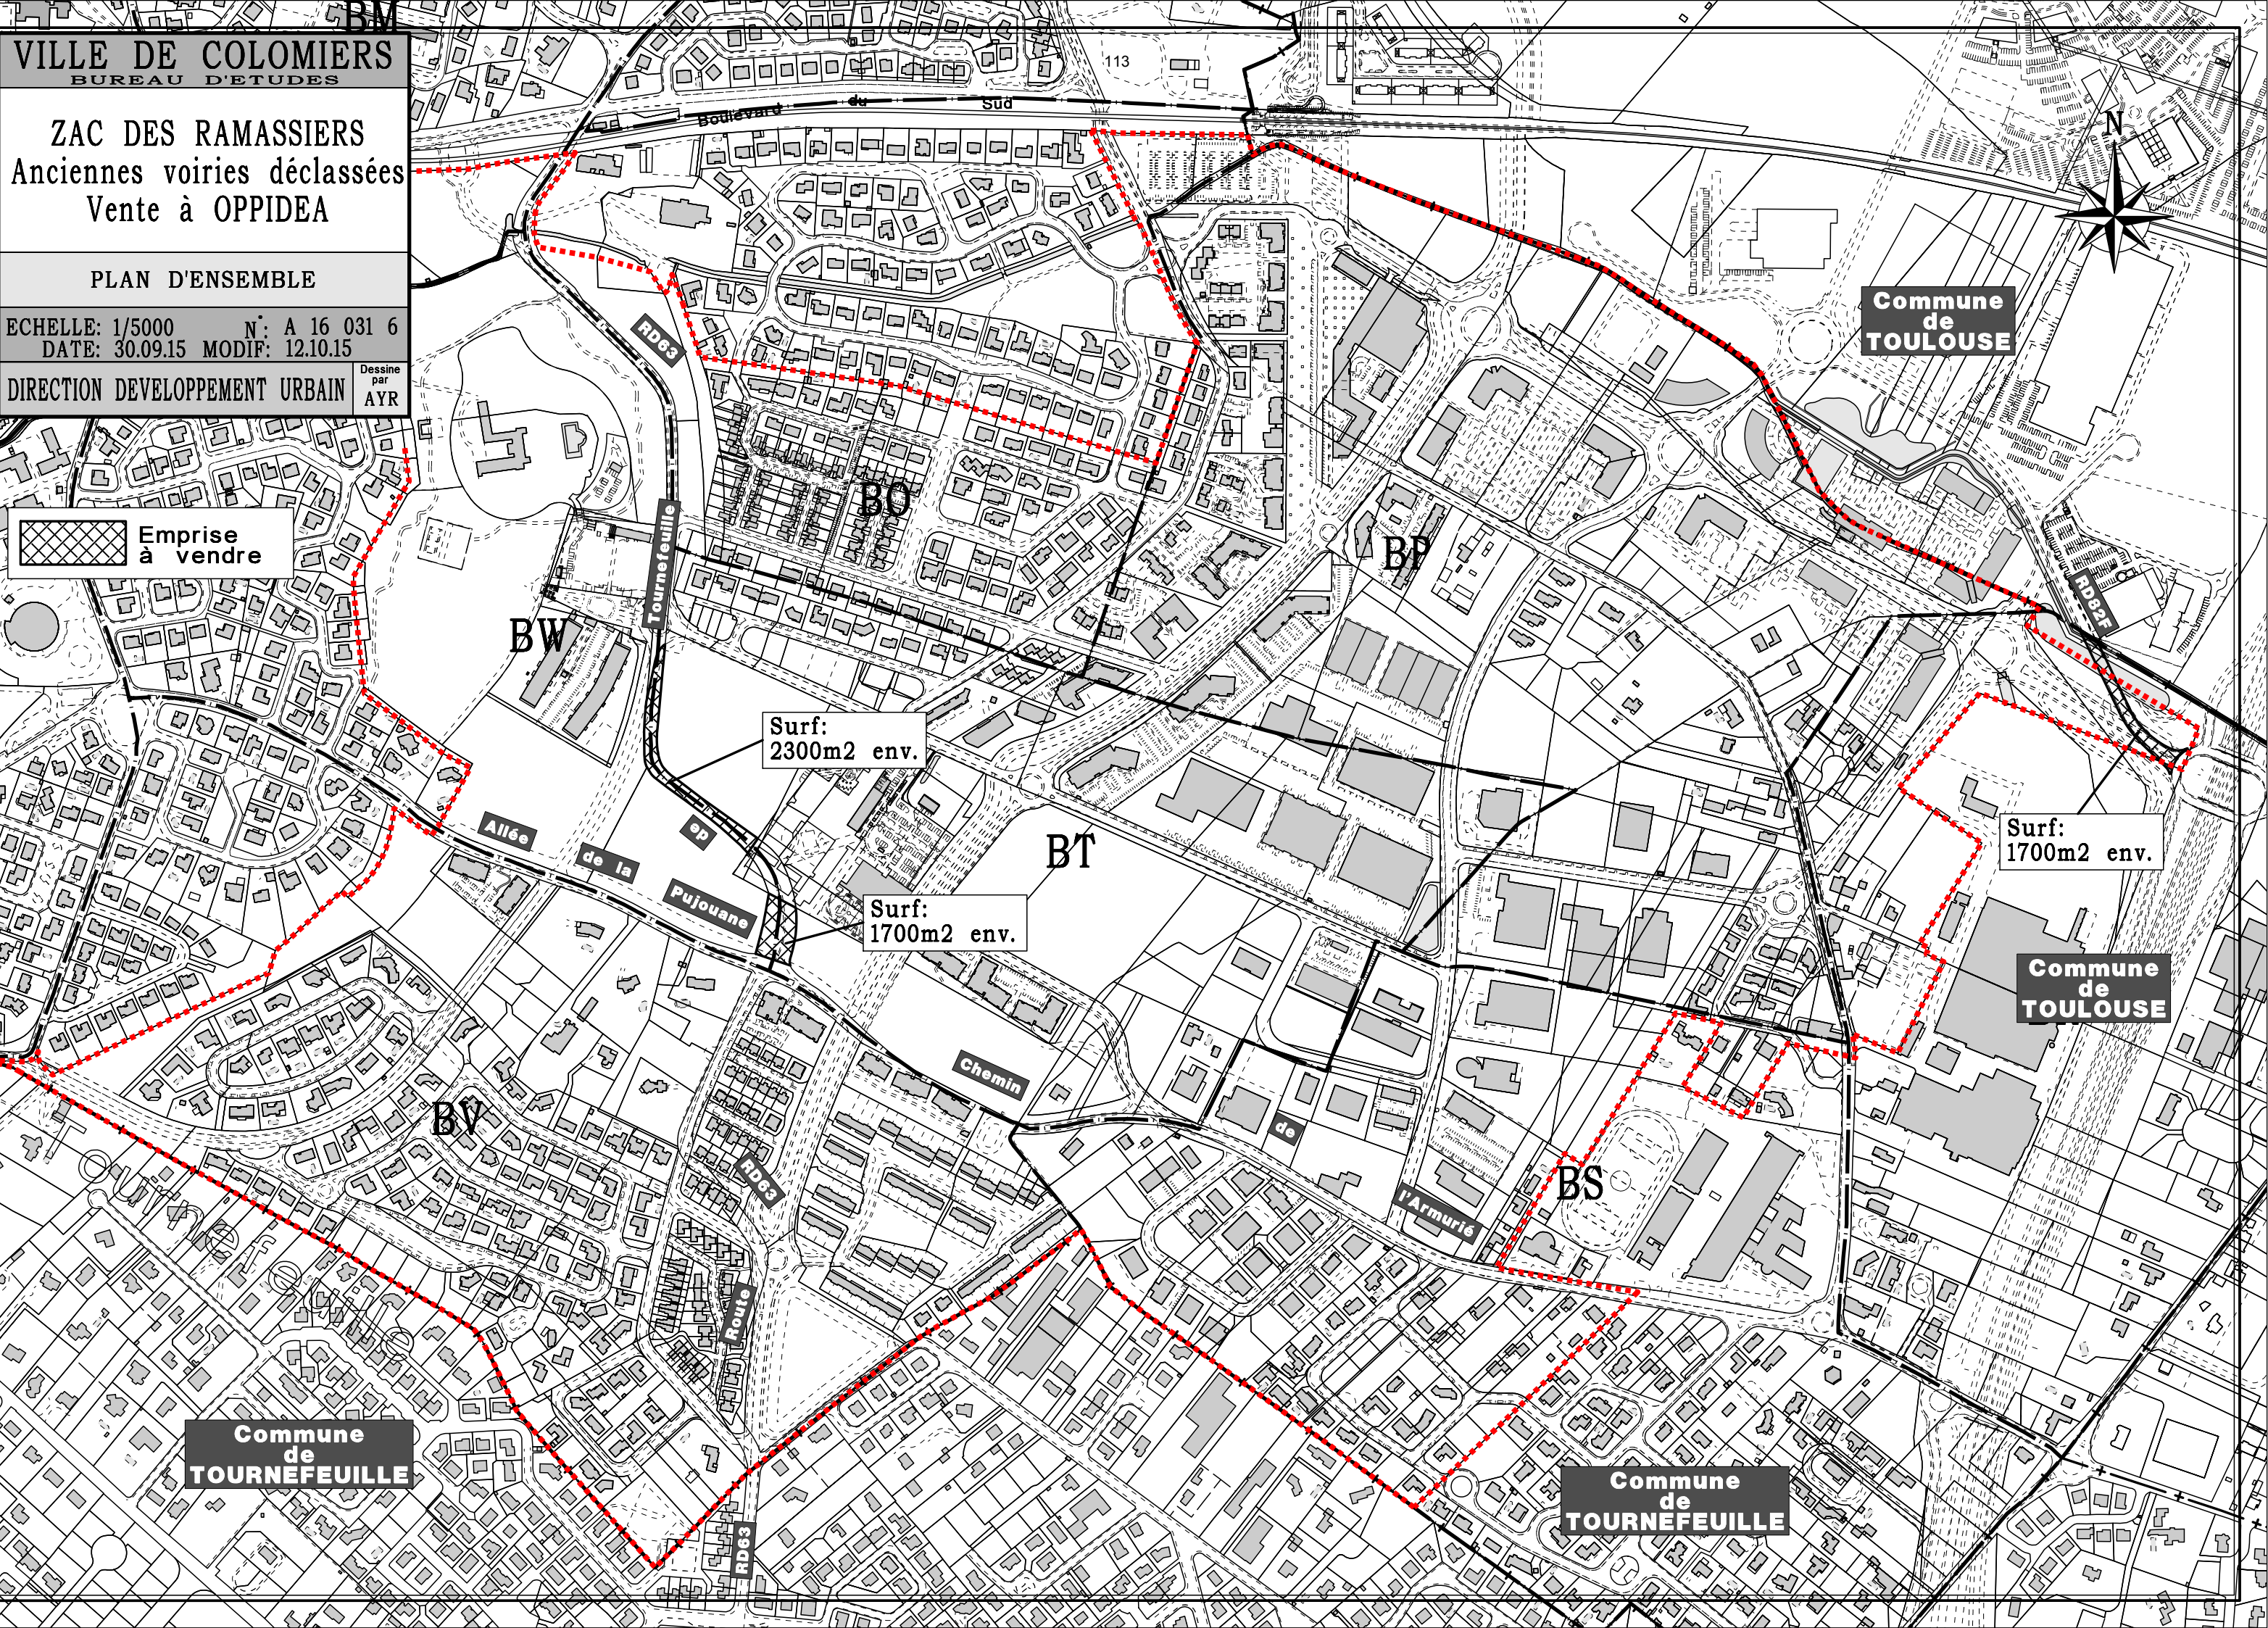 BM
VILLE DE COLOMIERS
BUREAU D'ETUDES
ZAC DES RAMASSIERS
Anciennes voiries déclassées
Vente à OPPIDEA
PLAN D'ENSEMBLE
ECHELLE: 1/5000 N°: A 16 031 6
DATE: 30.09.15 MODIF: 12.10.15
DIRECTION DEVELOPPEMENT URBAIN
Dessine
par
AYR
113
Boulevard du Sud
N
Commune
de
TOULOUSE
RD63
Emprise
à vendre
BO
Tournefeuille
BP
RD82F
BW
Surf:
2300m2 env.
Allée de la Pujouane
de
BT
Surf:
1700m2 env.
Surf:
1700m2 env.
Commune
de
TOULOUSE
Chemin de l'Armurié
BV
RD63
BS
Tournefeuille
Route
Commune
de
TOURNEFEUILLE
Commune
de
TOURNEFEUILLE
RD63